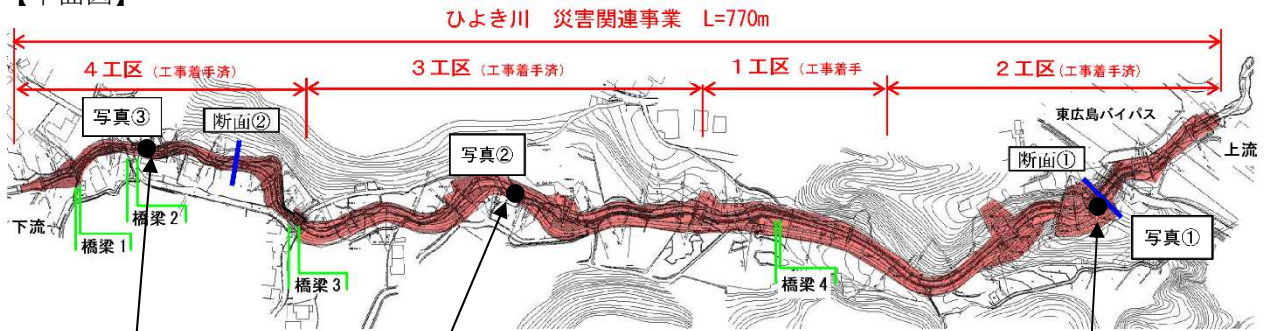 【平面図】
ひよき川 災害関連事業 L=770m
4工区(工事着手済)
3工区(工事着手済)
1工区(工事着手
2工区(工事着手済)
写真③
断面②
写真②
東広島バイパス
断面①
上流
写真①
下流
橋梁1
橋梁2
橋梁3
橋梁4